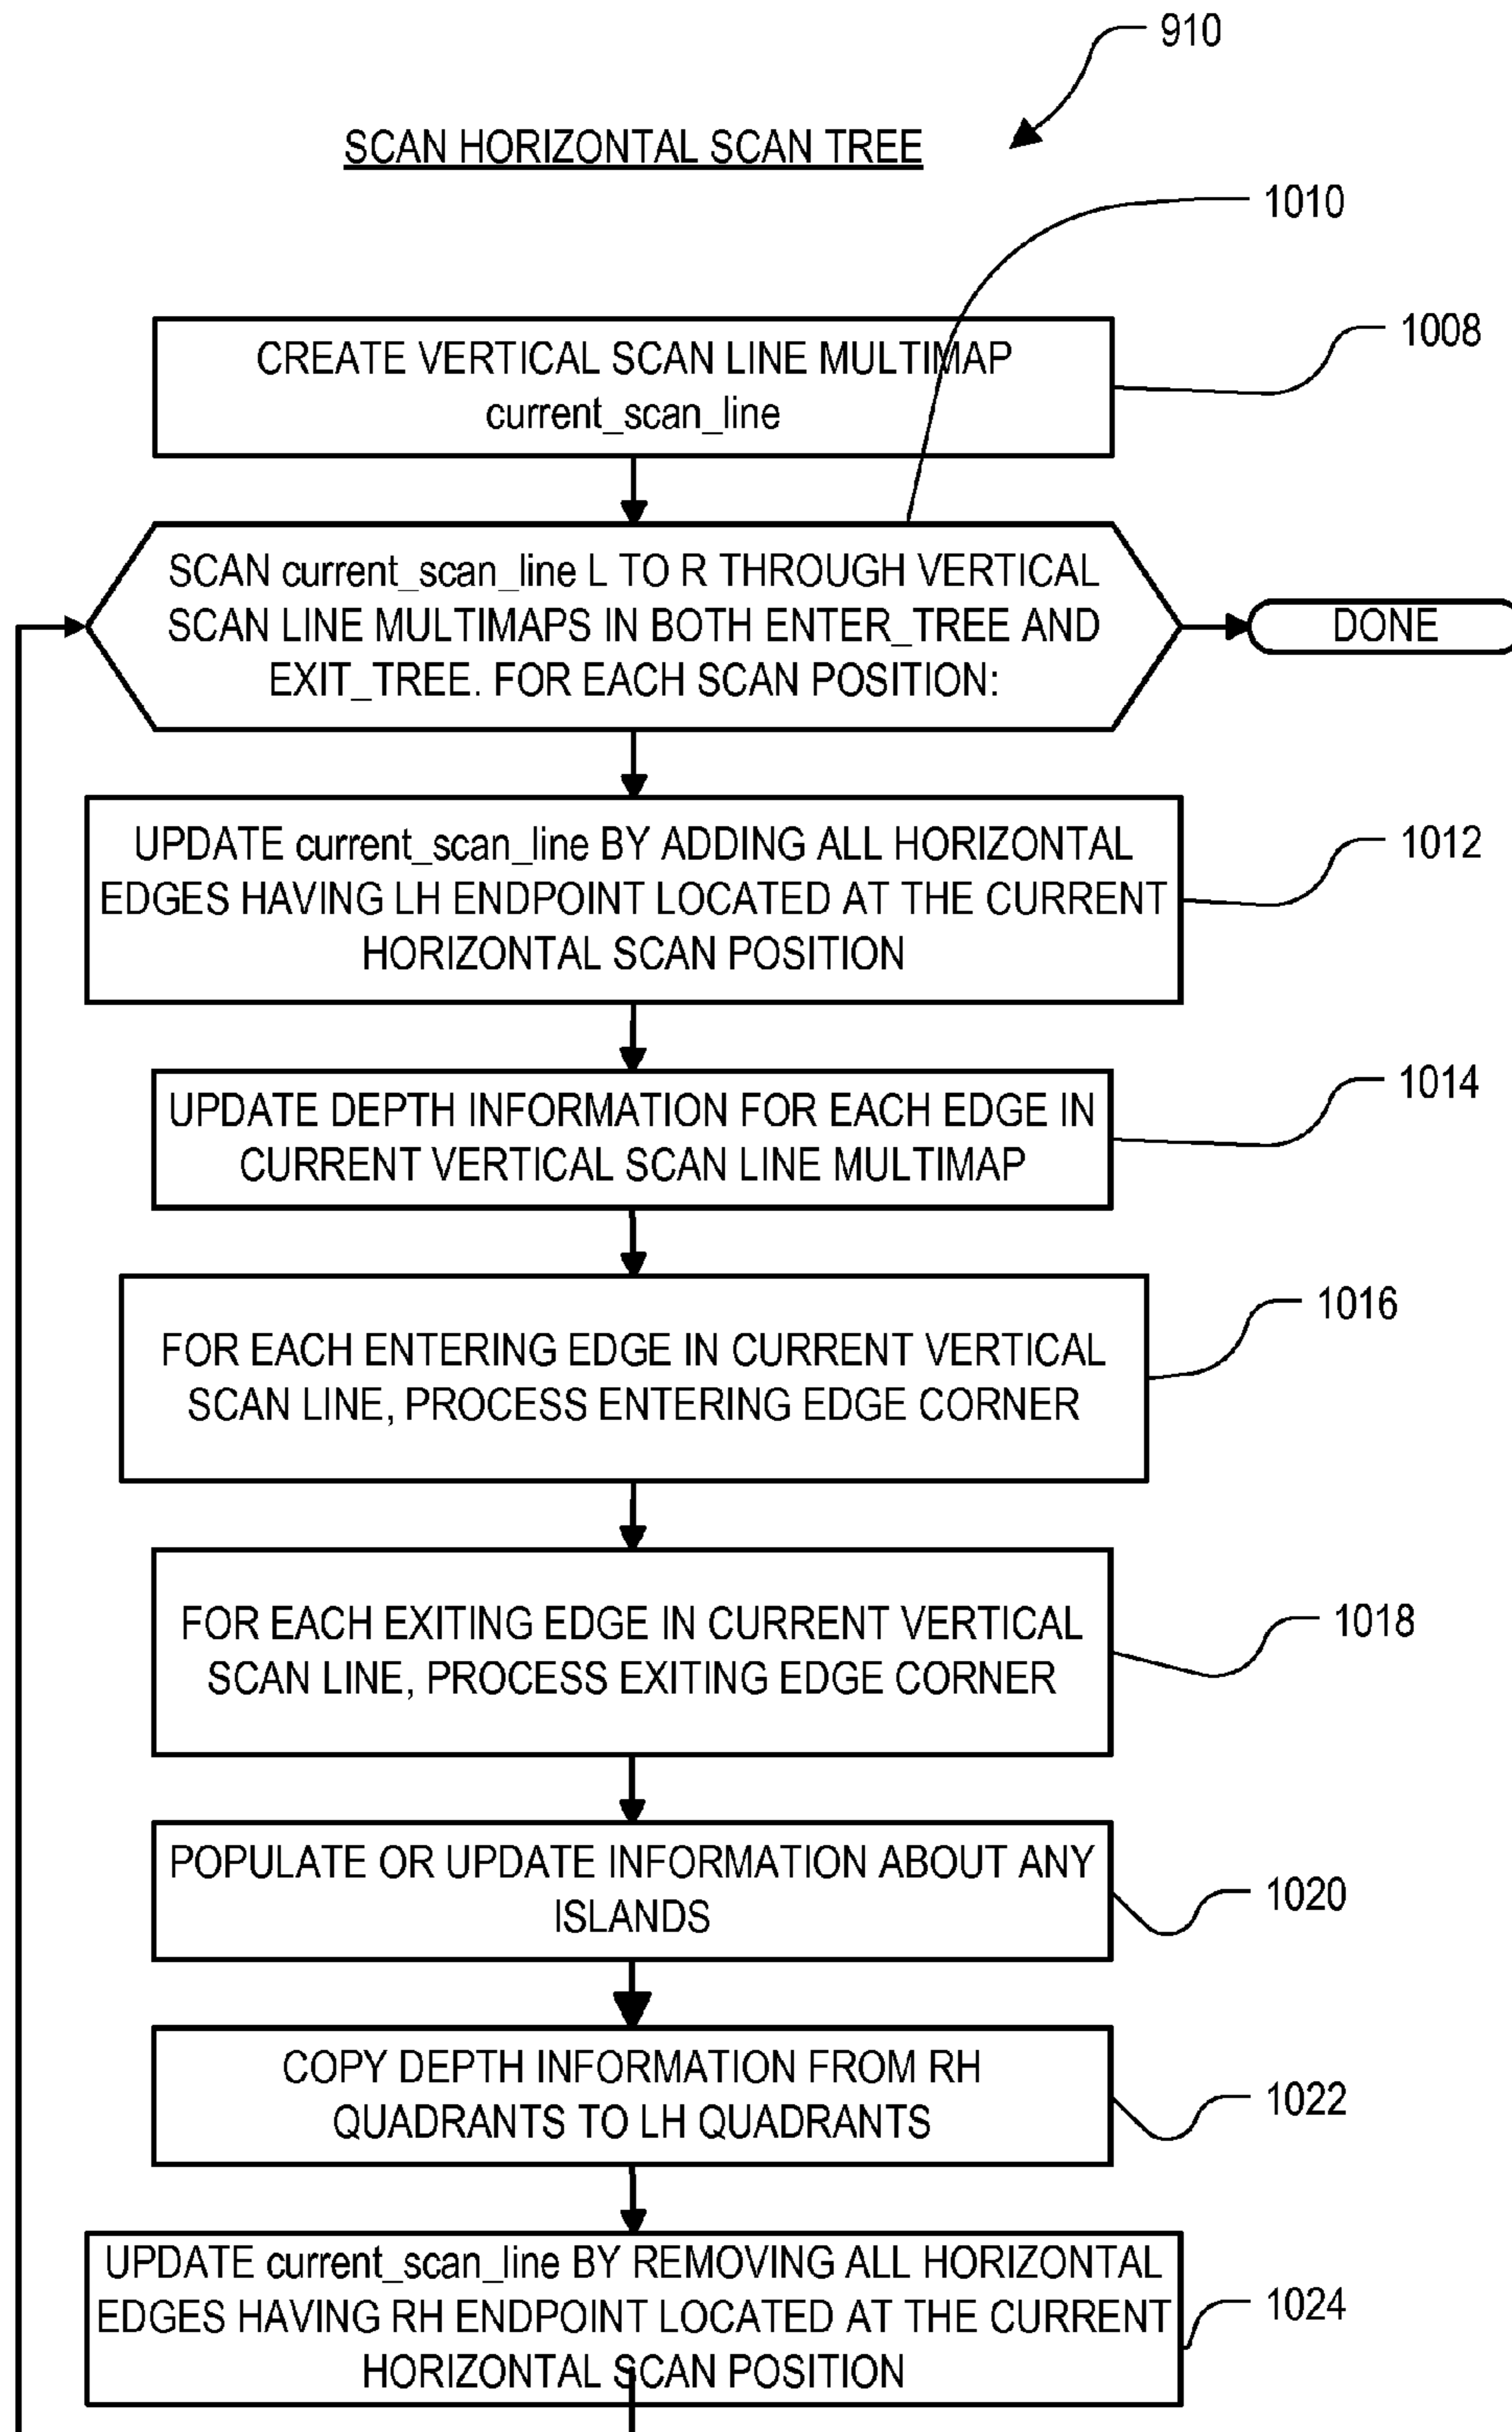 910
SCAN HORIZONTAL SCAN TREE
1010
1008
CREATE VERTICAL SCAN LINE MULTIMAP
current_scan_line
SCAN current_scan_line L TO R THROUGH VERTICAL
SCAN LINE MULTIMAPS IN BOTH ENTER_TREE AND
EXIT_TREE. FOR EACH SCAN POSITION:
DONE
UPDATE current_scan_line BY ADDING ALL HORIZONTAL
EDGES HAVING LH ENDPOINT LOCATED AT THE CURRENT
HORIZONTAL SCAN POSITION
1012
UPDATE DEPTH INFORMATION FOR EACH EDGE IN
CURRENT VERTICAL SCAN LINE MULTIMAP
1014
FOR EACH ENTERING EDGE IN CURRENT VERTICAL
SCAN LINE, PROCESS ENTERING EDGE CORNER
1016
FOR EACH EXITING EDGE IN CURRENT VERTICAL
SCAN LINE, PROCESS EXITING EDGE CORNER
1018
POPULATE OR UPDATE INFORMATION ABOUT ANY
ISLANDS
1020
COPY DEPTH INFORMATION FROM RH
QUADRANTS TO LH QUADRANTS
1022
UPDATE current_scan_line BY REMOVING ALL HORIZONTAL
EDGES HAVING RH ENDPOINT LOCATED AT THE CURRENT
HORIZONTAL SCAN POSITION
1024